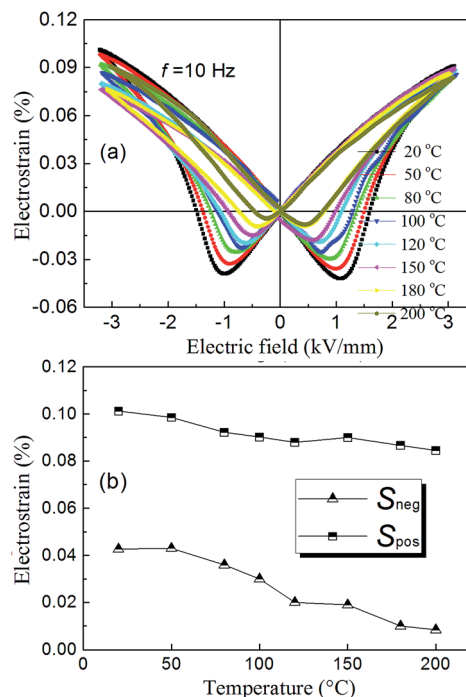 0.12
0.09
0.06
0.03
0.00
-0.03
-0.06
Electrostrain (%)
f =10 Hz
(a)
20 °C
50 °C
80 °C
100 °C
120 °C
150 °C
180 °C
200 °C
-3 -2 -1 0 1 2 3
Electric field (kV/mm)
0.12
0.10
0.08
0.06
0.04
0.02
0.00
Electrostrain (%)
(b)
Sneg
Spos
0 50 100 150 200
Temperature (°C)